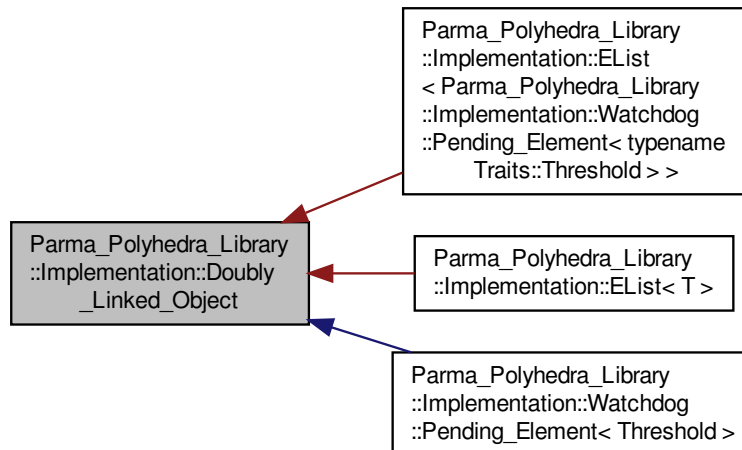 Parma_Polyhedra_Library
::Implementation::EList
< Parma_Polyhedra_Library
::Implementation::Watchdog
::Pending_Element< typename
Traits::Threshold > >
Parma_Polyhedra_Library
::Implementation::Doubly
_Linked_Object
Parma_Polyhedra_Library
::Implementation::EList< T >
Parma_Polyhedra_Library
::Implementation::Watchdog
::Pending_Element< Threshold >